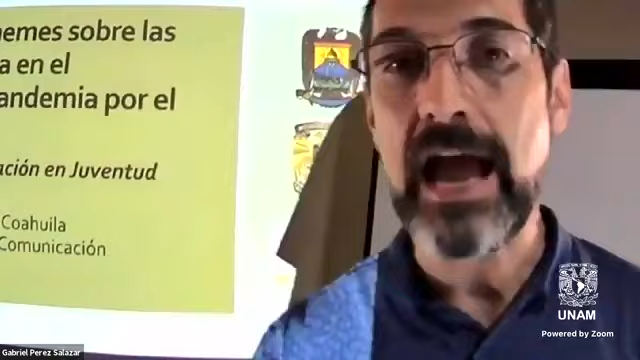 emes sobre las
a en el
andemia por el
ación en Juventud
Coahuila
Comunicación
Gabriel Perez Salazar
UNAM
Powered by Zoom